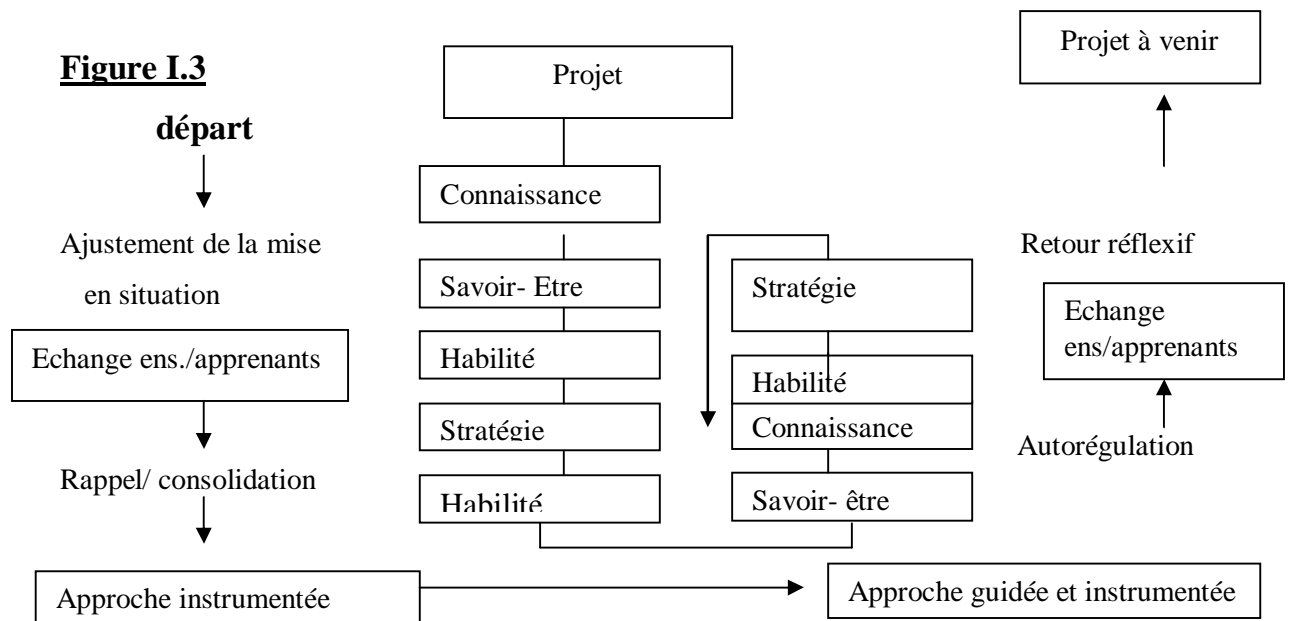 Figure I.3
départ
Ajustement de la mise
en situation
Echange ens./apprenants
Rappel/ consolidation
Approche instrumentée
Projet
Connaissance
Savoir- Etre
Habilité
Stratégie
Habilité
Stratégie
Habilité
Connaissance
Savoir- être
Projet à venir
Retour réflexif
Echange
ens/apprenants
Autorégulation
Approche guidée et instrumentée